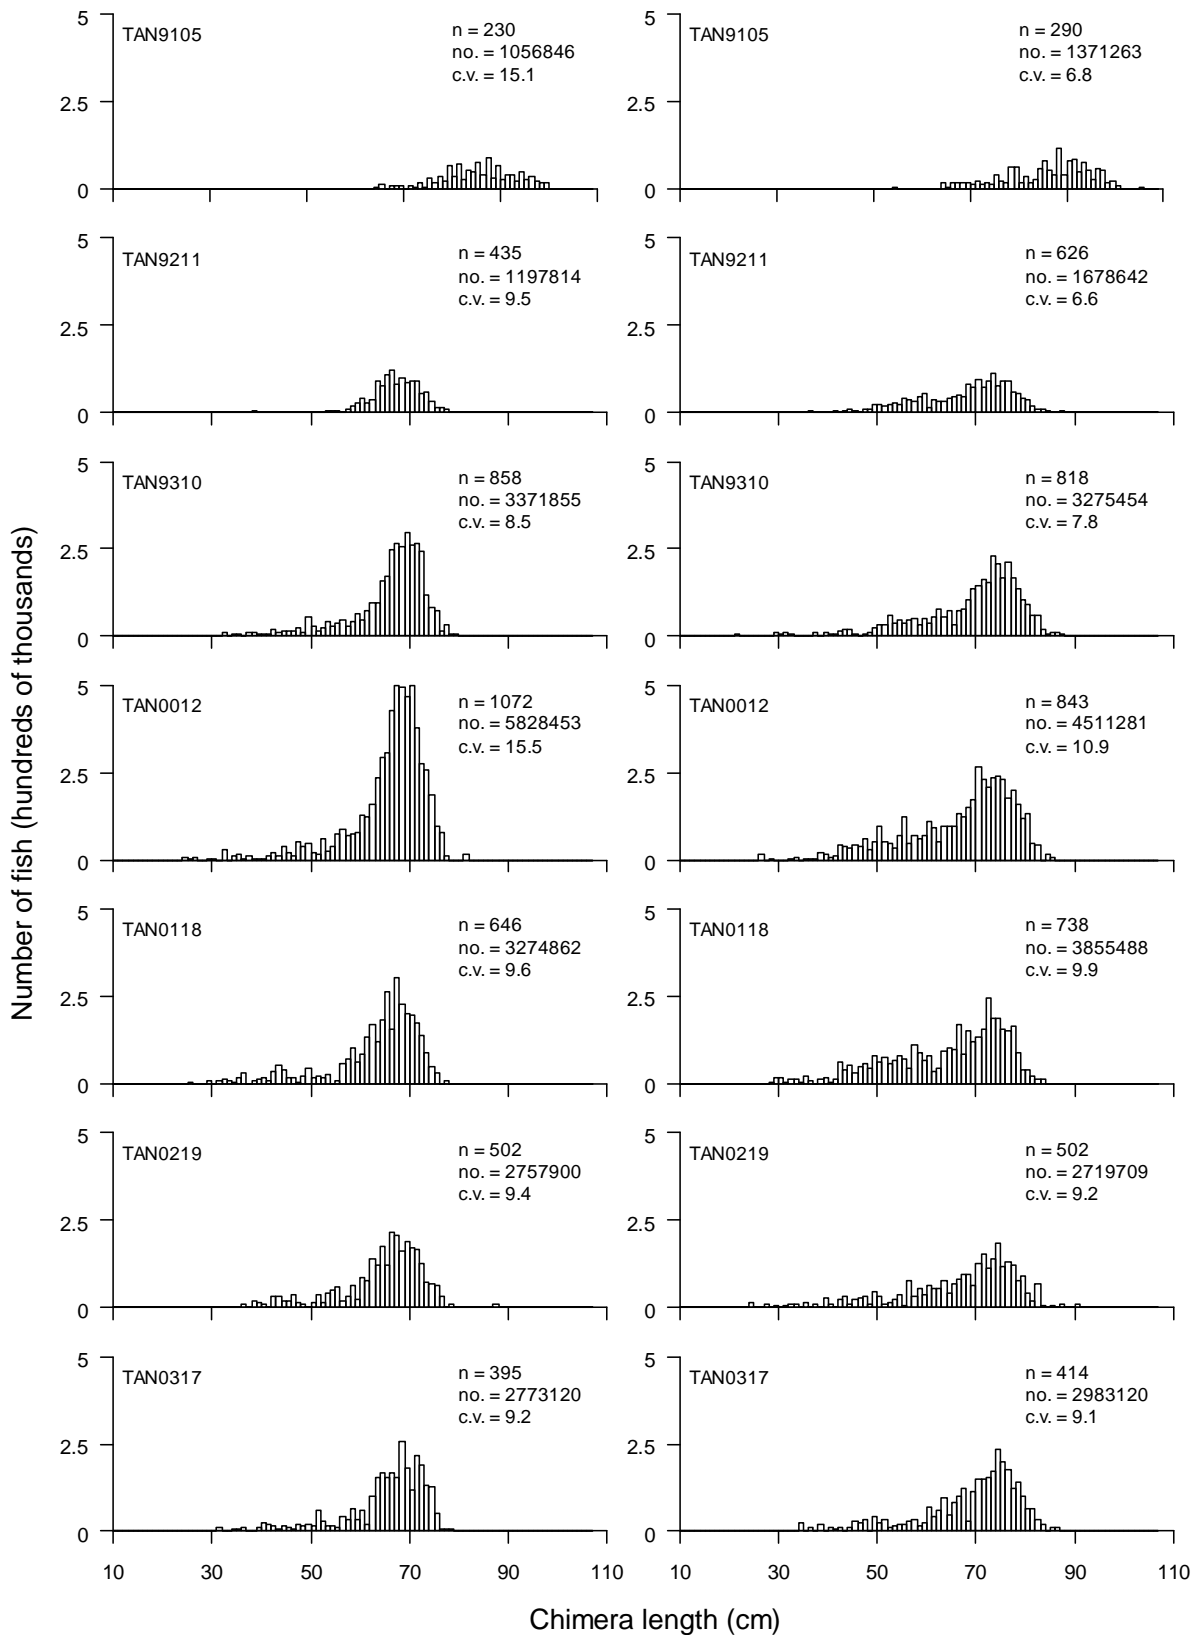 Number of fish (hundreds of thousands)
5
2.5
0
TAN9105
n = 230
no. = 1056846
c.v. = 15.1
5
2.5
0
TAN9105
n = 290
no. = 1371263
c.v. = 6.8
5
2.5
0
TAN9211
n = 435
no. = 1197814
c.v. = 9.5
5
2.5
0
TAN9211
n = 626
no. = 1678642
c.v. = 6.6
5
2.5
0
TAN9310
n = 858
no. = 3371855
c.v. = 8.5
5
2.5
0
TAN9310
n = 818
no. = 3275454
c.v. = 7.8
5
2.5
0
TAN0012
n = 1072
no. = 5828453
c.v. = 15.5
5
2.5
0
TAN0012
n = 843
no. = 4511281
c.v. = 10.9
5
2.5
0
TAN0118
n = 646
no. = 3274862
c.v. = 9.6
5
2.5
0
TAN0118
n = 738
no. = 3855488
c.v. = 9.9
5
2.5
0
TAN0219
n = 502
no. = 2757900
c.v. = 9.4
5
2.5
0
TAN0219
n = 502
no. = 2719709
c.v. = 9.2
5
2.5
0
TAN0317
n = 395
no. = 2773120
c.v. = 9.2
5
2.5
0
TAN0317
n = 414
no. = 2983120
c.v. = 9.1
10 30 50 70 90 110
10 30 50 70 90 110
Chimera length (cm)